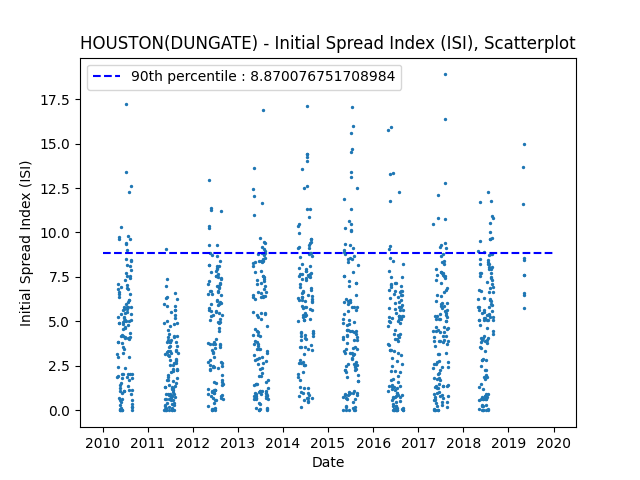 HOUSTON(DUNGATE) - Initial Spread Index (ISI), Scatterplot
90th percentile : 8.870076751708984
17.5
15.0
12.5
10.0
7.5
5.0
2.5
0.0
Initial Spread Index (ISI)
2010 2011 2012 2013 2014 2015 2016 2017 2018 2019 2020
Date